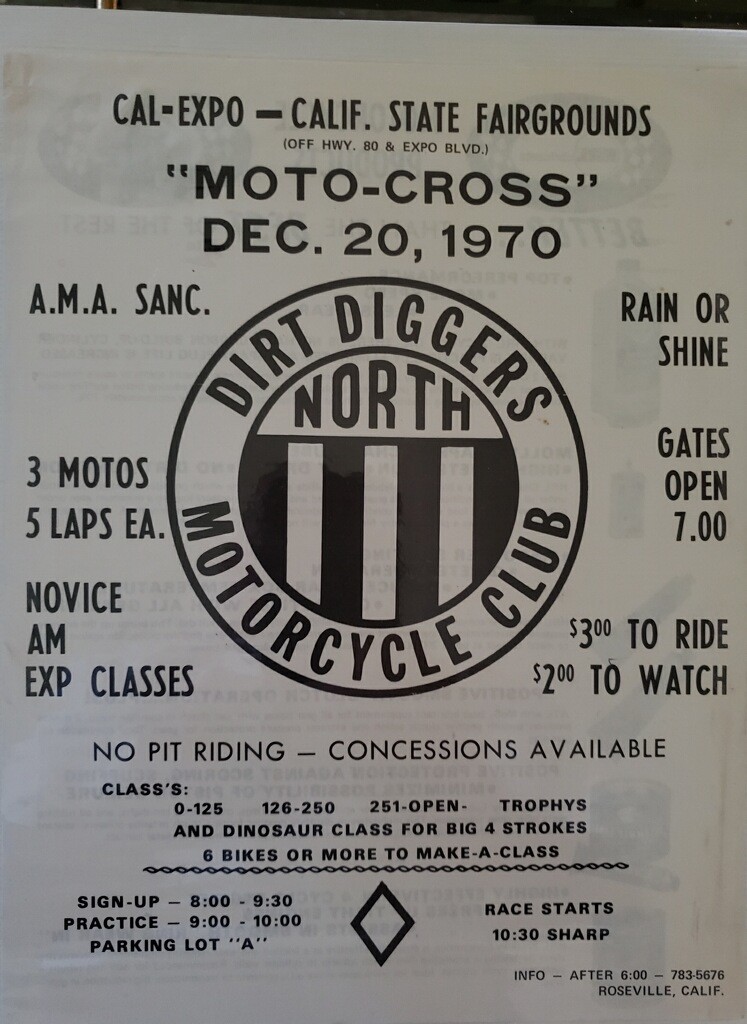 CAL-EXPO — CALIF. STATE FAIRGROUNDS
(OFF HWY. 80 & EXPO BLVD.)
"MOTO-CROSS"
DEC. 20, 1970
A.M.A. SANC.
RAIN OR
SHINE
DIRT DIGGERS
NORTH
MOTORCYCLE CLUB
3 MOTOS
5 LAPS EA.
GATES
OPEN
7.00
NOVICE
AM
EXP CLASSES
$300 TO RIDE
$200 TO WATCH
NO PIT RIDING — CONCESSIONS AVAILABLE
CLASS'S:
0-125 126-250 251-OPEN- TROPHYS
AND DINOSAUR CLASS FOR BIG 4 STROKES
6 BIKES OR MORE TO MAKE-A-CLASS
SIGN-UP — 8:00 - 9:30
PRACTICE — 9:00 - 10:00
PARKING LOT "A"
RACE STARTS
10:30 SHARP
INFO — AFTER 6:00 — 783-5676
ROSEVILLE, CALIF.